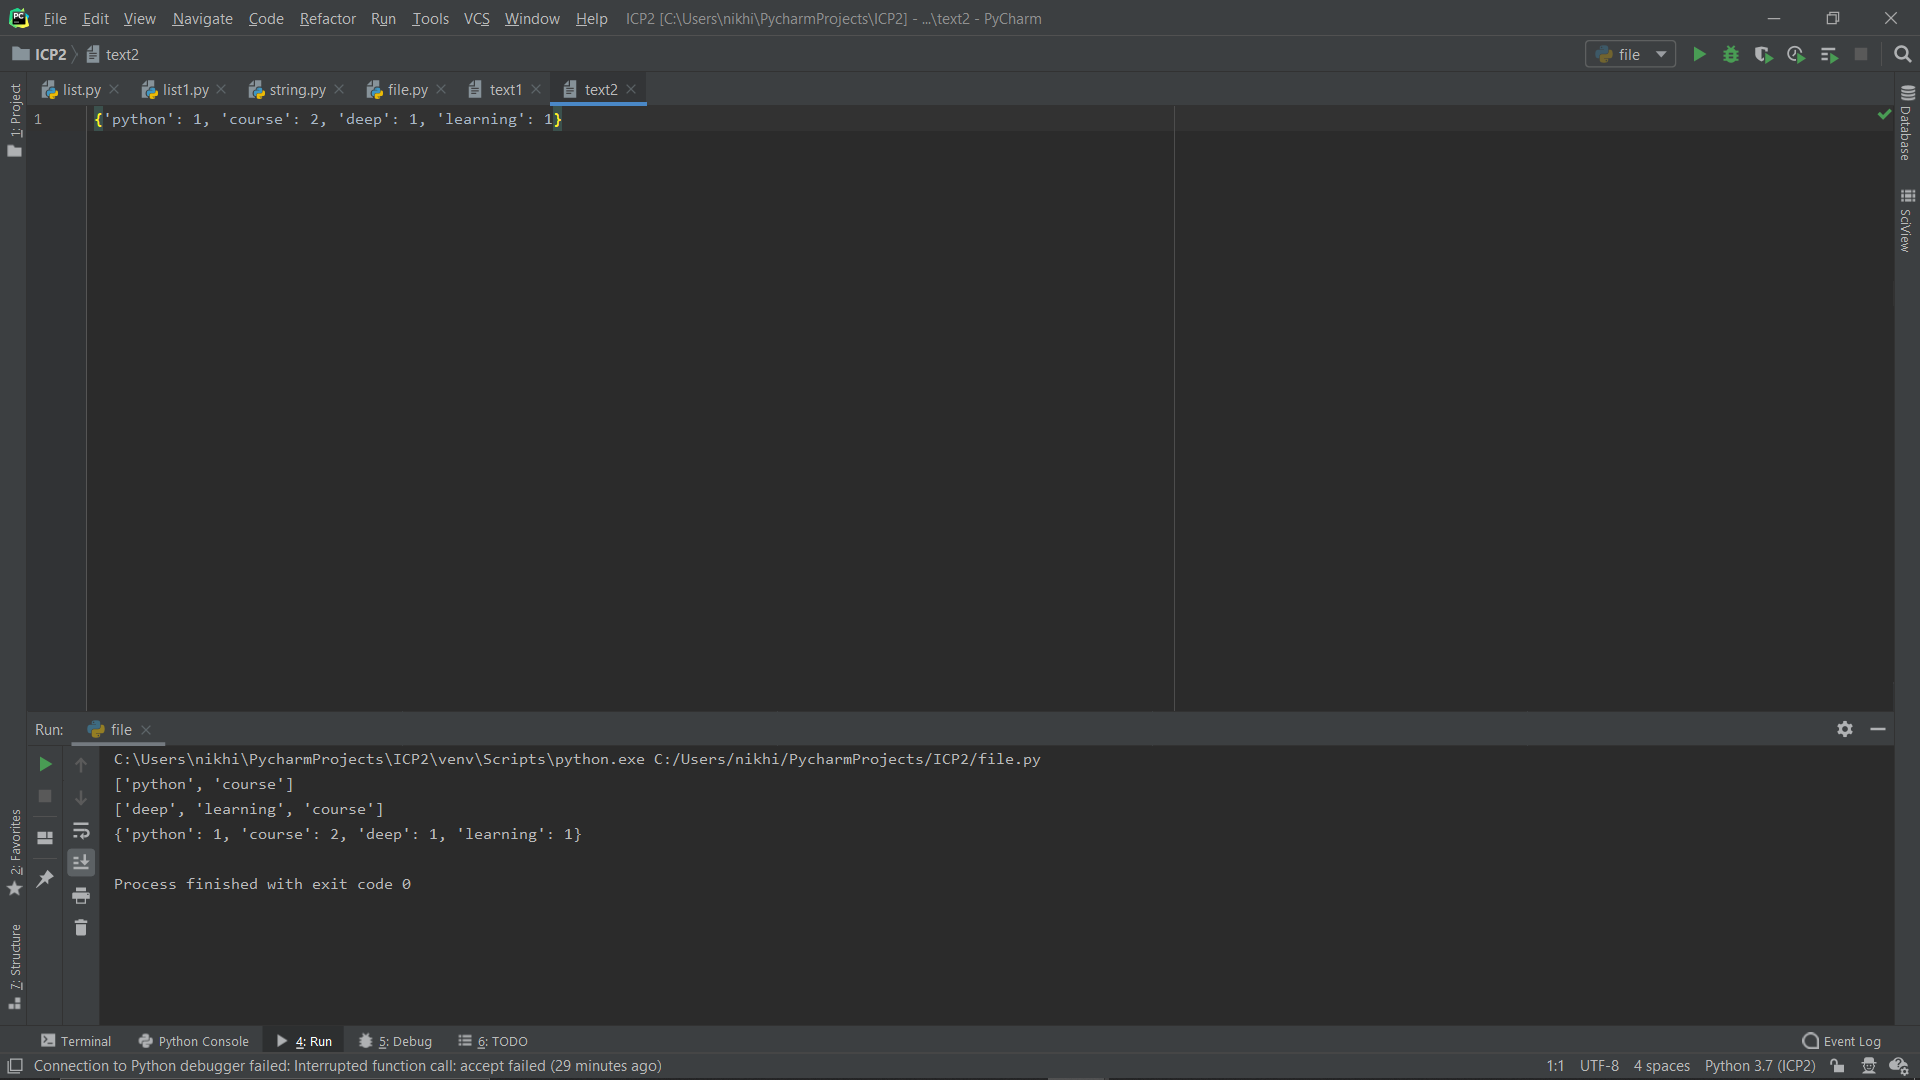 File Edit View Navigate Code Refactor Run Tools VCS Window Help ICP2 [C:\Users\nikhi\PycharmProjects\ICP2] - ...\text2 - PyCharm
ICP2 text2 file
list.py list1.py string.py file.py text1 text2
1 {'python': 1, 'course': 2, 'deep': 1, 'learning': 1}
1: Project
Database
SciView
2: Favorites
7: Structure
Run: file
C:\Users\nikhi\PycharmProjects\ICP2\venv\Scripts\python.exe C:/Users/nikhi/PycharmProjects/ICP2/file.py
['python', 'course']
['deep', 'learning', 'course']
{'python': 1, 'course': 2, 'deep': 1, 'learning': 1}
Process finished with exit code 0
Terminal Python Console 4: Run 5: Debug 6: TODO Event Log
Connection to Python debugger failed: Interrupted function call: accept failed (29 minutes ago) 1:1 UTF-8 4 spaces Python 3.7 (ICP2)